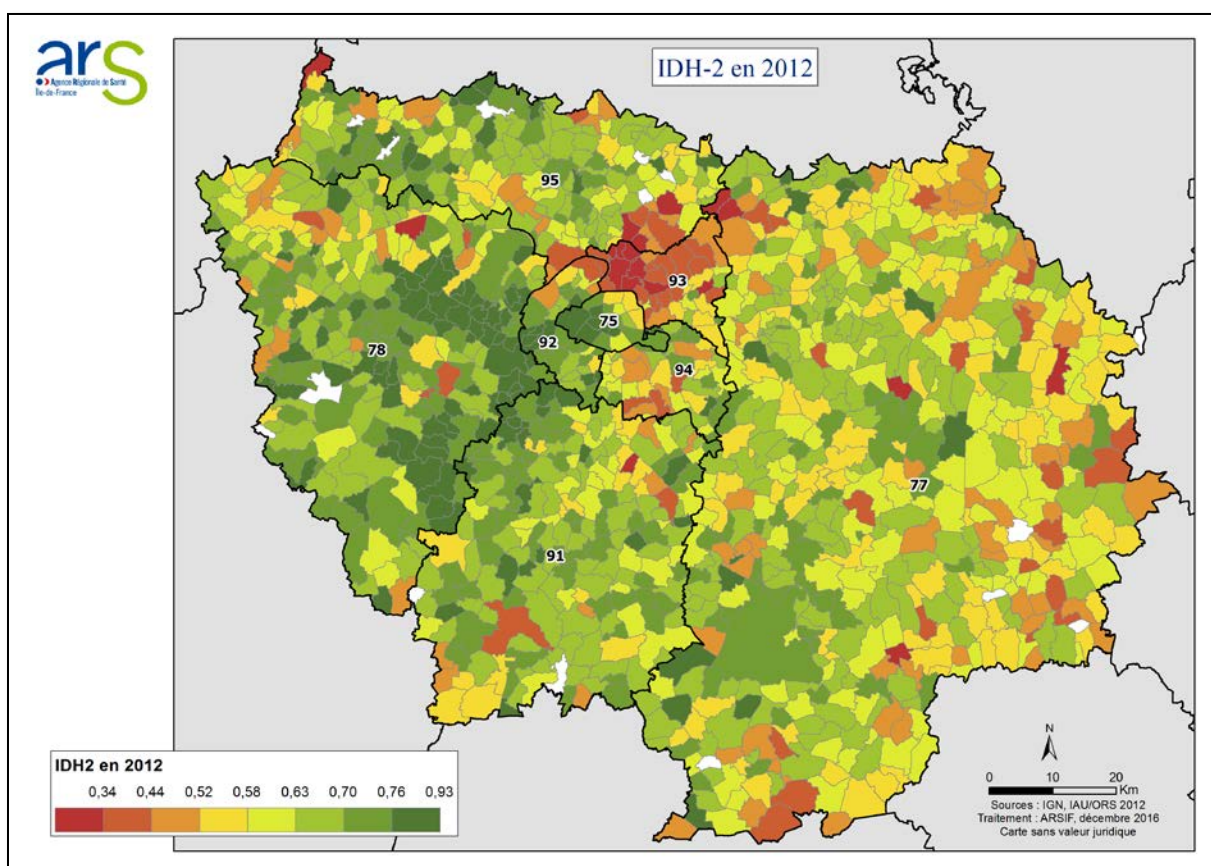 arS
Agence Régionale de Santé
Île-de-France
IDH-2 en 2012
95
93
75
92
78
94
77
91
IDH2 en 2012
0,34 0,44 0,52 0,58 0,63 0,70 0,76 0,93
N
0 10 20
Km
Sources : IGN, IAU/ORS 2012
Traitement : ARSIF, décembre 2016
Carte sans valeur juridique